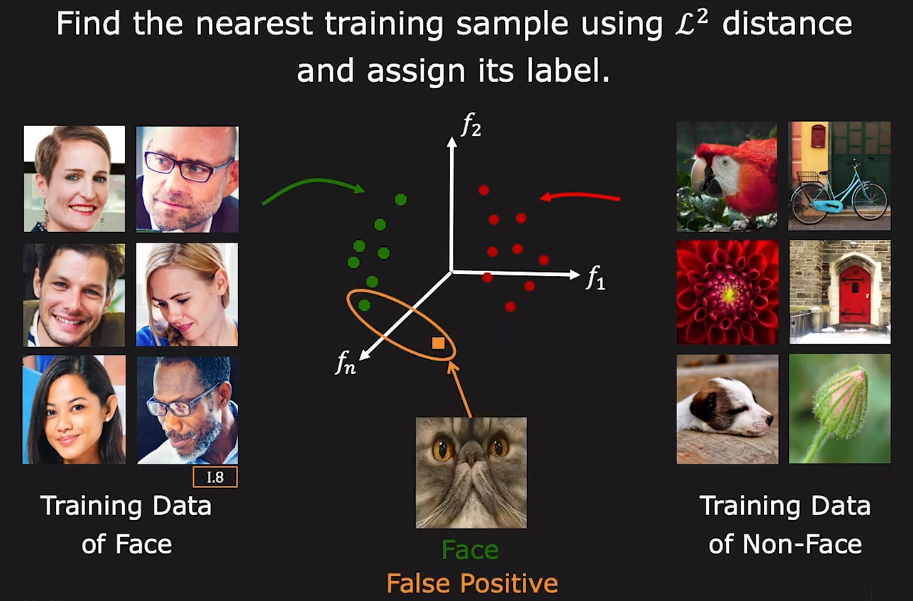 Find the nearest training sample using ℒ² distance
and assign its label.
f₂
f₁
fₙ
I.8
Training Data
of Face
Face
False Positive
Training Data
of Non-Face